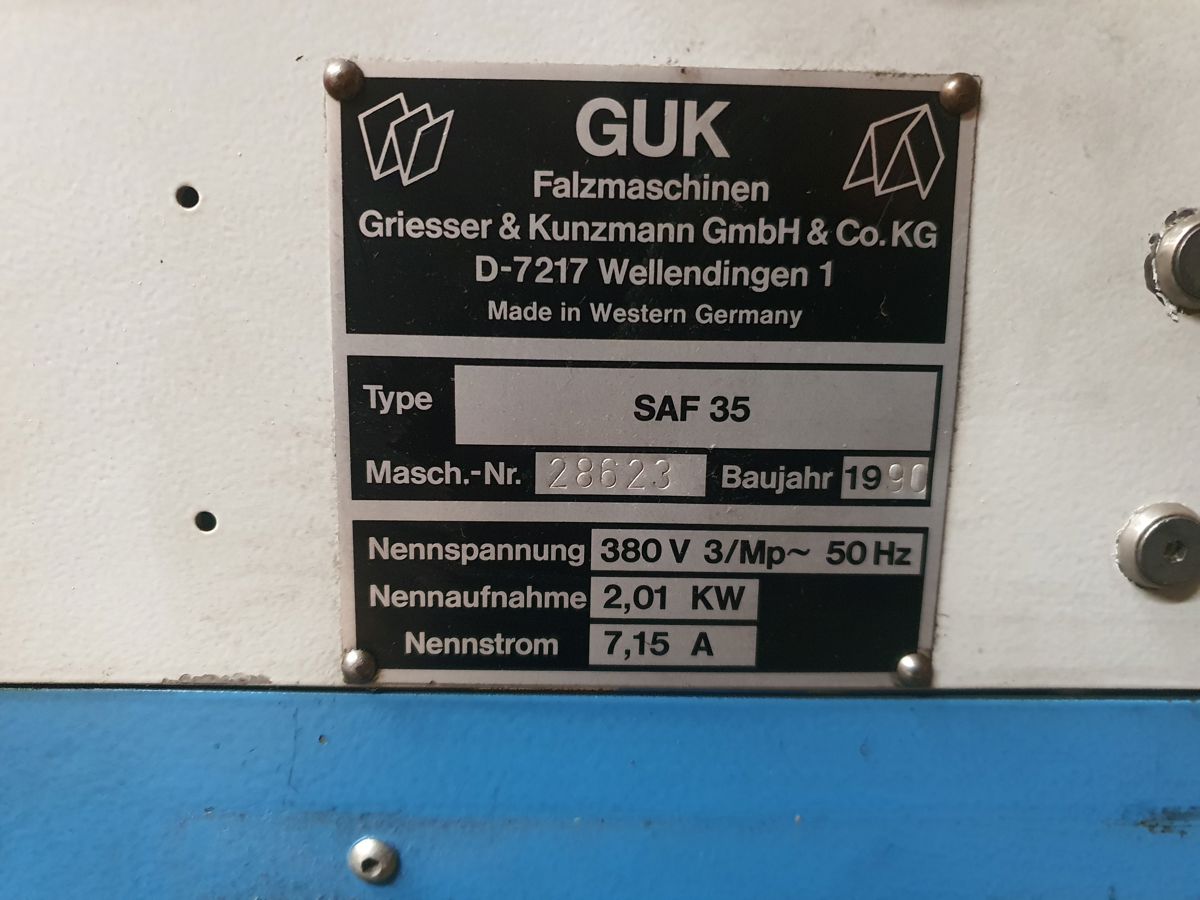 GUK
Falzmaschinen
Griesser & Kunzmann GmbH & Co. KG
D-7217 Wellendingen 1
Made in Western Germany
Type SAF 35
Masch.-Nr. 28623 Baujahr 1990
Nennspannung 380 V 3/Mp~ 50 Hz
Nennaufnahme 2,01 KW
Nennstrom 7,15 A